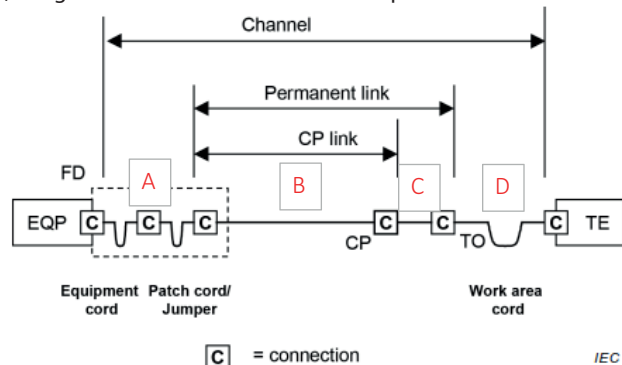 Channel
Permanent link
CP link
FD
A
B
C
D
EQP
C
C
C
C
C
C
TE
CP
TO
Equipment
cord
Patch cord/
Jumper
Work area
cord
C = connection
IEC